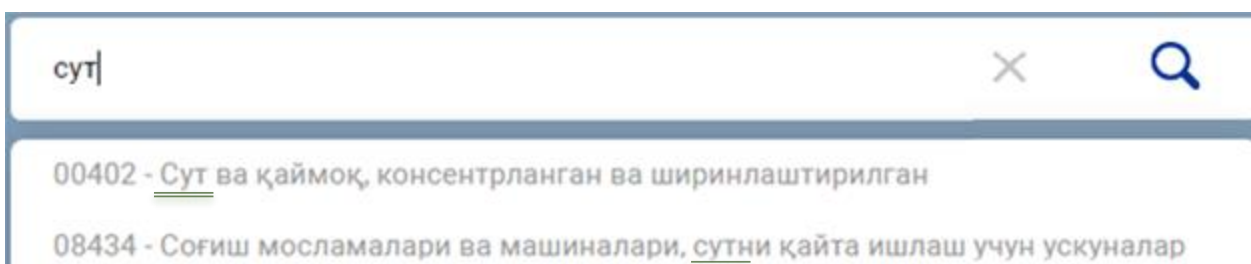 сут
00402 - Сут ва қаймоқ, консентрланган ва ширинлаштирилган
08434 - Соғиш мосламалари ва машиналари, сутни қайта ишлаш учун ускуналар